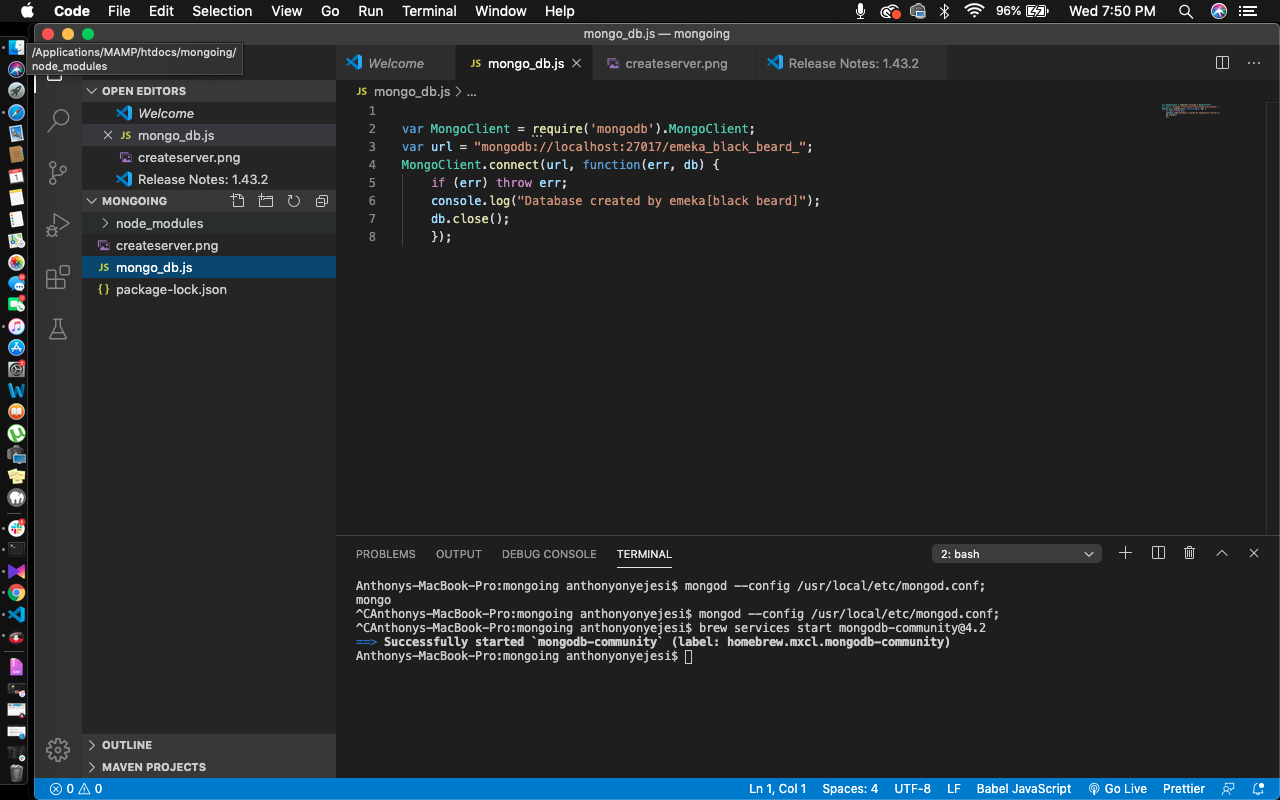 Code File Edit Selection View Go Run Terminal Window Help 96% Wed 7:50 PM
mongo_db.js — mongoing
/Applications/MAMP/htdocs/mongoing/
node_modules
Welcome mongo_db.js createserver.png Release Notes: 1.43.2
JS mongo_db.js > ...
OPEN EDITORS
Welcome
JS mongo_db.js
createserver.png
Release Notes: 1.43.2
MONGOING
node_modules
createserver.png
JS mongo_db.js
{} package-lock.json
1
2 var MongoClient = require('mongodb').MongoClient;
3 var url = "mongodb://localhost:27017/emeka_black_beard_";
4 MongoClient.connect(url, function(err, db) {
5 if (err) throw err;
6 console.log("Database created by emeka[black beard]");
7 db.close();
8 });
PROBLEMS OUTPUT DEBUG CONSOLE TERMINAL 2: bash
Anthonys-MacBook-Pro:mongoing anthonyonyejesi$ mongod --config /usr/local/etc/mongod.conf;
mongo
^CAnthonys-MacBook-Pro:mongoing anthonyonyejesi$ mongod --config /usr/local/etc/mongod.conf;
^CAnthonys-MacBook-Pro:mongoing anthonyonyejesi$ brew services start mongodb-community@4.2
==> Successfully started `mongodb-community` (label: homebrew.mxcl.mongodb-community)
Anthonys-MacBook-Pro:mongoing anthonyonyejesi$
OUTLINE
MAVEN PROJECTS
0 0 Ln 1, Col 1 Spaces: 4 UTF-8 LF Babel JavaScript Go Live Prettier